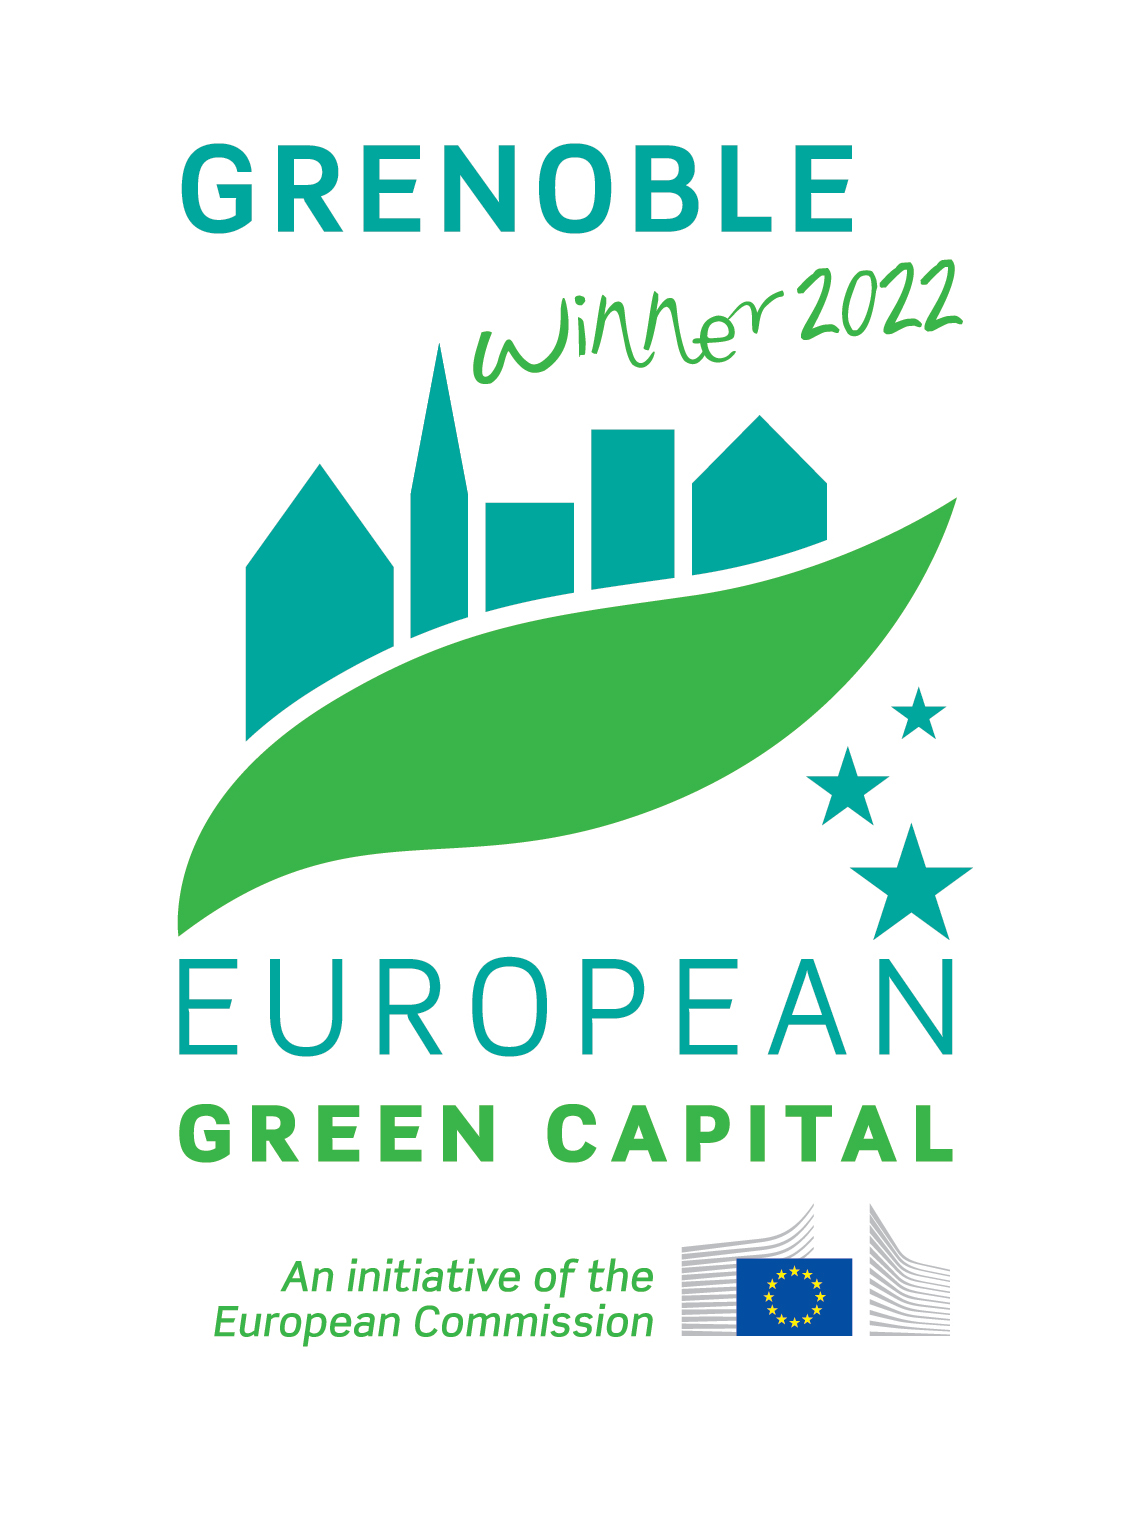 GRENOBLE
winner 2022
EUROPEAN
GREEN CAPITAL
An initiative of the
European Commission